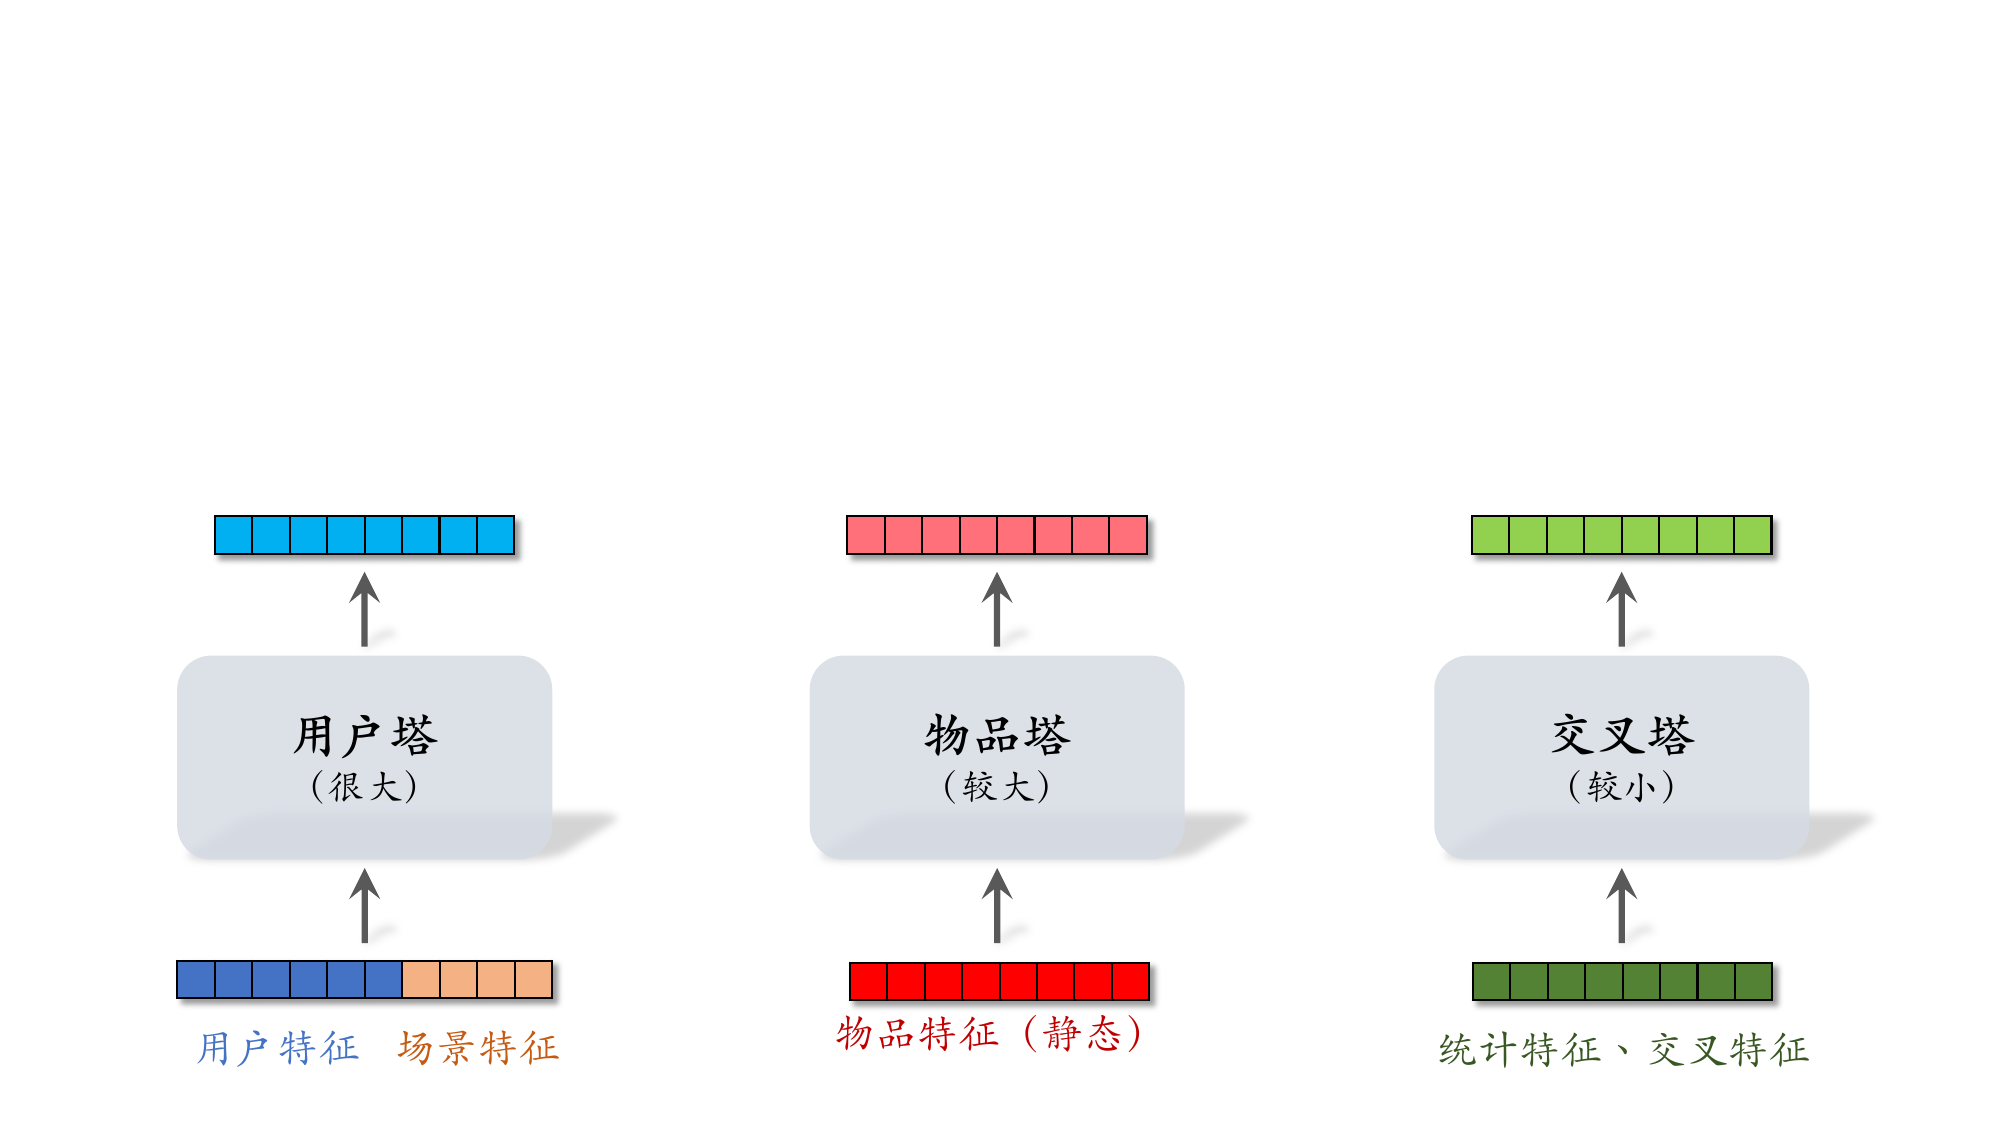 用户塔
（很大）
物品塔
（较大）
交叉塔
（较小）
用户特征
场景特征
物品特征（静态）
统计特征、交叉特征